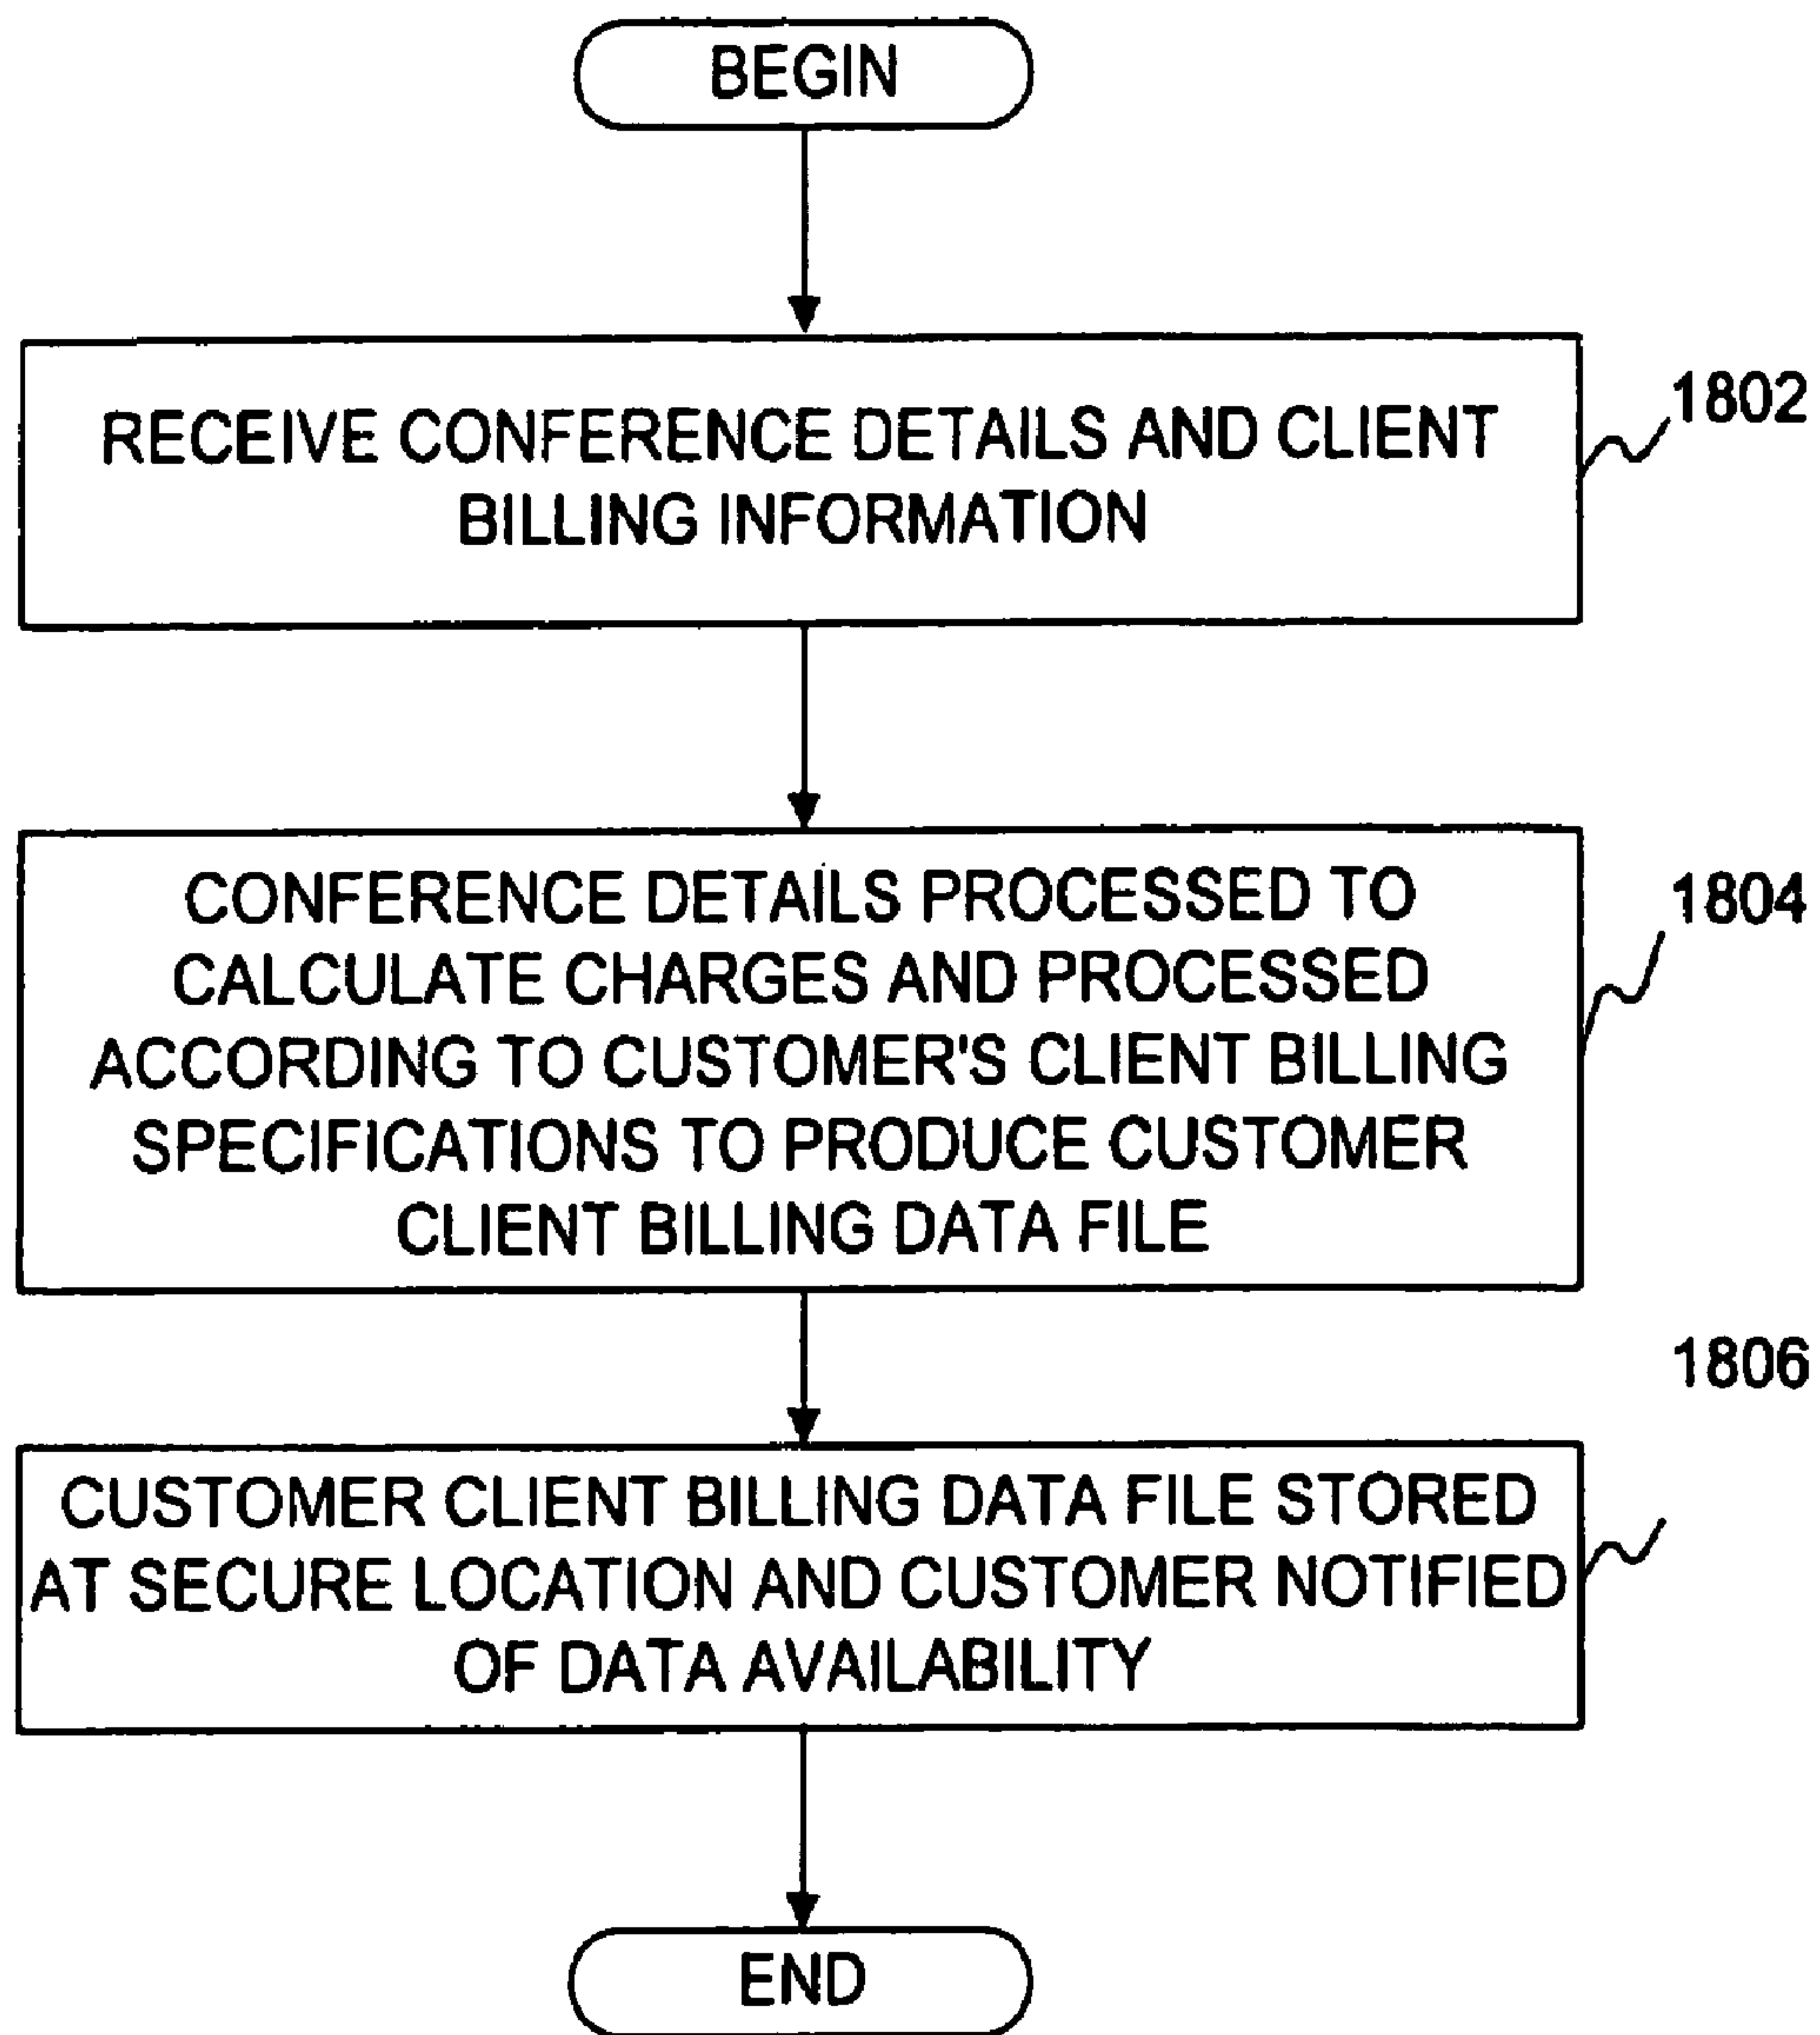 BEGIN
RECEIVE CONFERENCE DETAILS AND CLIENT
BILLING INFORMATION
1802
CONFERENCE DETAILS PROCESSED TO
CALCULATE CHARGES AND PROCESSED
ACCORDING TO CUSTOMER'S CLIENT BILLING
SPECIFICATIONS TO PRODUCE CUSTOMER
CLIENT BILLING DATA FILE
1804
1806
CUSTOMER CLIENT BILLING DATA FILE STORED
AT SECURE LOCATION AND CUSTOMER NOTIFIED
OF DATA AVAILABILITY
END